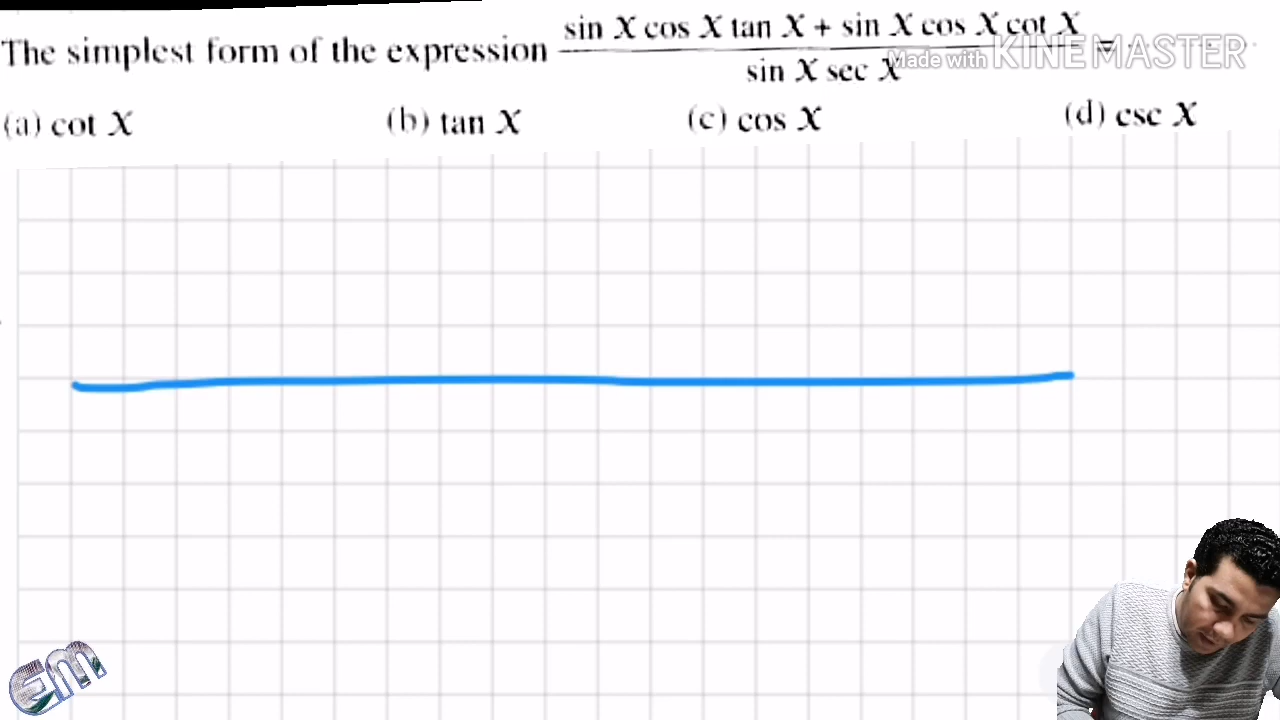 The simplest form of the expression sin X cos X tan X + sin X cos X cot X / sin X sec X =
Made with KINEMASTER
(a) cot X (b) tan X (c) cos X (d) csc X
EM